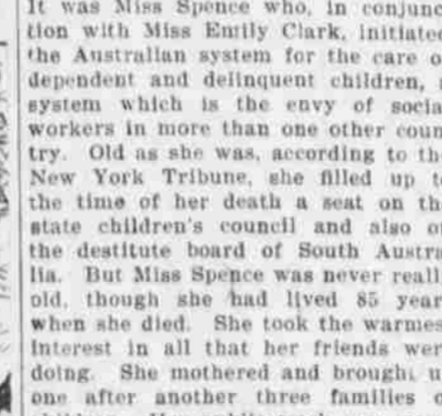 It was Miss Spence who, in conjunc
tion with Miss Emily Clark, initiated
the Australian system for the care o
dependent and delinquent children, a
system which is the envy of socia
workers in more than one other coun
try. Old as she was, according to th
New York Tribune, she filled up t
the time of her death a seat on th
state children's council and also o
the destitute board of South Austra
lia. But Miss Spence was never reall
old, though she had lived 85 year
when she died. She took the warmes
interest in all that her friends wer
doing. She mothered and brought u
one after another three families o